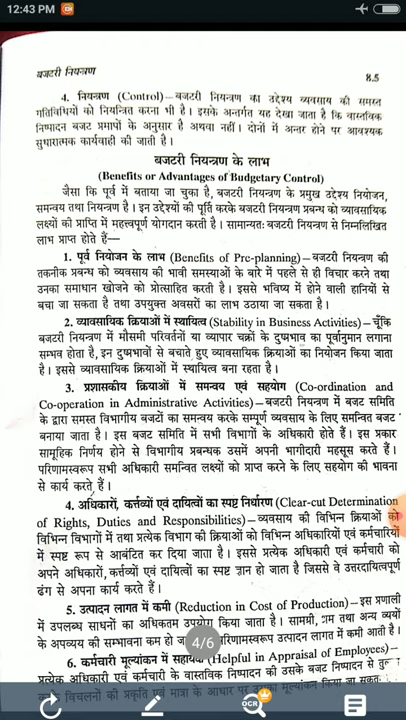 12:43 PM
बजटरी नियन्त्रण
8.5
4. नियन्त्रण (Control)—बजटरी नियन्त्रण का उद्देश्य व्यवसाय की समस्त
गतिविधियों को नियन्त्रित करना भी है। इसके अन्तर्गत यह देखा जाता है कि वास्तविक
निष्पादन बजट प्रमापों के अनुसार है अथवा नहीं। दोनों में अन्तर होने पर आवश्यक
सुधारात्मक कार्यवाही की जाती है।
बजटरी नियन्त्रण के लाभ
(Benefits or Advantages of Budgetary Control)
जैसा कि पूर्व में बताया जा चुका है, बजटरी नियन्त्रण के प्रमुख उद्देश्य नियोजन,
समन्वय तथा नियन्त्रण है। इन उद्देश्यों की पूर्ति करके बजटरी नियन्त्रण प्रबन्ध को व्यावसायिक
लक्ष्यों की प्राप्ति में महत्वपूर्ण योगदान करती है। सामान्यतः बजटरी नियन्त्रण से निम्नलिखित
लाभ प्राप्त होते हैं—
1. पूर्व नियोजन के लाभ (Benefits of Pre-planning)—बजटरी नियन्त्रण की
तकनीक प्रबन्ध को व्यवसाय की भावी समस्याओं के बारे में पहले से ही विचार करने तथा
उनका समाधान खोजने को प्रोत्साहित करती है। इससे भविष्य में होने वाली हानियों से
बचा जा सकता है तथा उपयुक्त अवसरों का लाभ उठाया जा सकता है।
2. व्यावसायिक क्रियाओं में स्थायित्व (Stability in Business Activities)—चूँकि
बजटरी नियन्त्रण में मौसमी परिवर्तनों या व्यापार चक्रों के दुष्प्रभाव का पूर्वानुमान लगाना
सम्भव होता है, इन दुष्प्रभावों से बचाते हुए व्यावसायिक क्रियाओं का नियोजन किया जाता
है। इससे व्यावसायिक क्रियाओं में स्थायित्व बना रहता है।
3. प्रशासकीय क्रियाओं में समन्वय एवं सहयोग (Co-ordination and
Co-operation in Administrative Activities)—बजटरी नियन्त्रण में बजट समिति
के द्वारा समस्त विभागीय बजटों का समन्वय करके सम्पूर्ण व्यवसाय के लिए समन्वित बजट
बनाया जाता है। इस बजट समिति में सभी विभागों के अधिकारी होते हैं। इस प्रकार
सामूहिक निर्णय होने से विभागीय प्रबन्धक उसमें अपनी भागीदारी महसूस करते हैं।
परिणामस्वरूप सभी अधिकारी समन्वित लक्ष्यों को प्राप्त करने के लिए सहयोग की भावना
से कार्य करते हैं।
4. अधिकारों, कर्त्तव्यों एवं दायित्वों का स्पष्ट निर्धारण (Clear-cut Determination
of Rights, Duties and Responsibilities)—व्यवसाय की विभिन्न क्रियाओं को
विभिन्न विभागों में तथा प्रत्येक विभाग की क्रियाओं को विभिन्न अधिकारियों एवं कर्मचारियों
में स्पष्ट रूप से आबंटित कर दिया जाता है। इससे प्रत्येक अधिकारी एवं कर्मचारी को
अपने अधिकारों, कर्त्तव्यों एवं दायित्वों का स्पष्ट ज्ञान हो जाता है जिससे वे उत्तरदायित्वपूर्ण
ढंग से अपना कार्य करते हैं।
5. उत्पादन लागत में कमी (Reduction in Cost of Production)—इस प्रणाली
में उपलब्ध साधनों का अधिकतम उपयोग किया जाता है। सामग्री, श्रम तथा अन्य व्ययों
के अपव्यय की सम्भावना कम हो जा 4/6 परिणामस्वरूप उत्पादन लागत में कमी आती है।
6. कर्मचारी मूल्यांकन में सहायक (Helpful in Appraisal of Employees)—
प्रत्येक अधिकारी एवं कर्मचारी के वास्तविक निष्पादन की उसके बजट निष्पादन से
के विचलनों की प्रकृति एवं मात्रा के आधार पर उसका मूल्यांकन किया जा
OCR